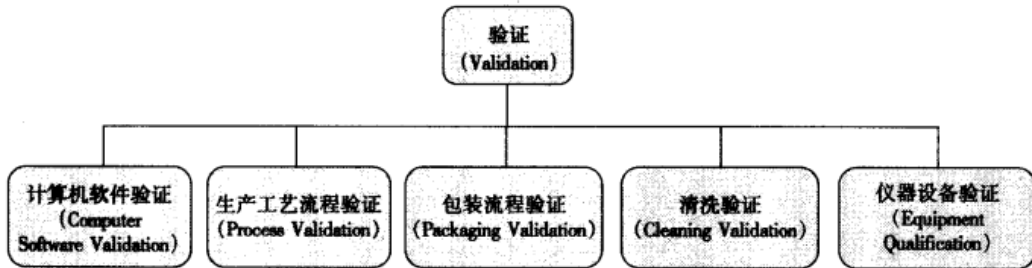 验证
(Validation)
计算机软件验证
(Computer
Software Validation)
生产工艺流程验证
(Process Validation)
包装流程验证
(Packaging Validation)
清洗验证
(Cleaning Validation)
仪器设备验证
(Equipment
Qualification)